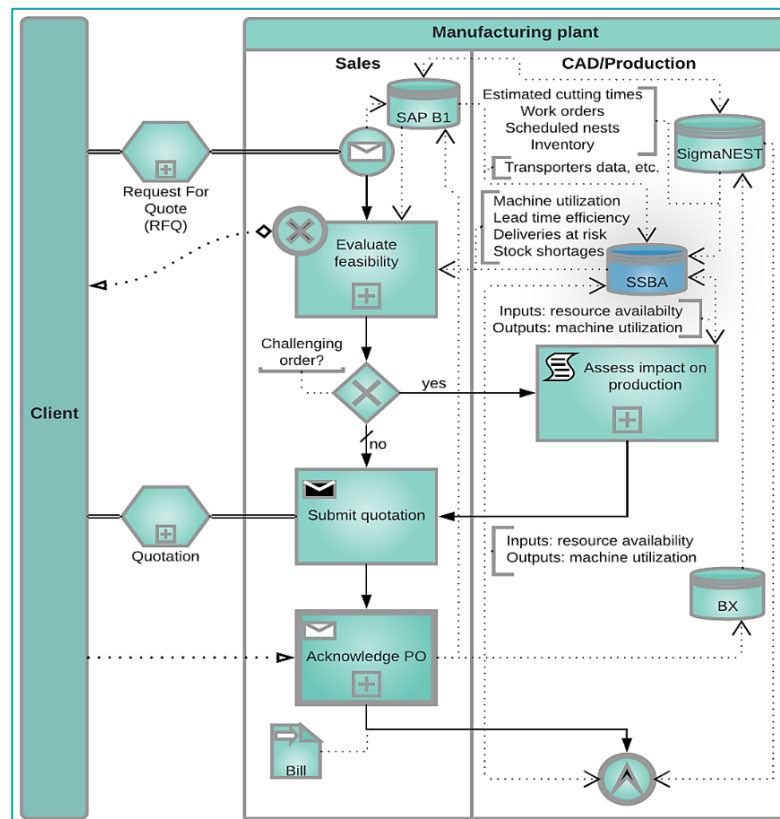 Manufacturing plant
Sales
CAD/Production
Client
SAP B1
Estimated cutting times
Work orders
Scheduled nests
Inventory
SigmaNEST
Transporters data, etc.
Request For
Quote
(RFQ)
Machine utilization
Lead time efficiency
Deliveries at risk
Stock shortages
Evaluate
feasibility
SSBA
Inputs: resource availabilty
Outputs: machine utilization
Challenging
order?
Assess impact on
production
yes
no
Submit quotation
Quotation
Inputs: resource availability
Outputs: machine utilization
BX
Acknowledge PO
Bill